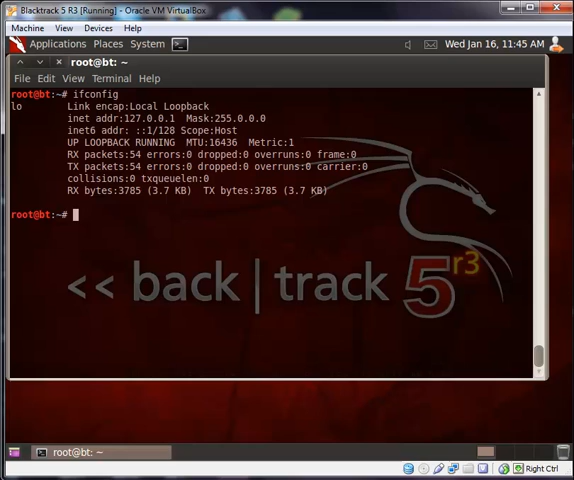 Blacktrack 5 R3 [Running] - Oracle VM VirtualBox
Machine View Devices Help
Applications Places System Wed Jan 16, 11:45 AM
root@bt: ~
File Edit View Terminal Help
root@bt:~# ifconfig
lo Link encap:Local Loopback
inet addr:127.0.0.1 Mask:255.0.0.0
inet6 addr: ::1/128 Scope:Host
UP LOOPBACK RUNNING MTU:16436 Metric:1
RX packets:54 errors:0 dropped:0 overruns:0 frame:0
TX packets:54 errors:0 dropped:0 overruns:0 carrier:0
collisions:0 txqueuelen:0
RX bytes:3785 (3.7 KB) TX bytes:3785 (3.7 KB)
root@bt:~#
<< back | track 5 r3
root@bt: ~
Right Ctrl